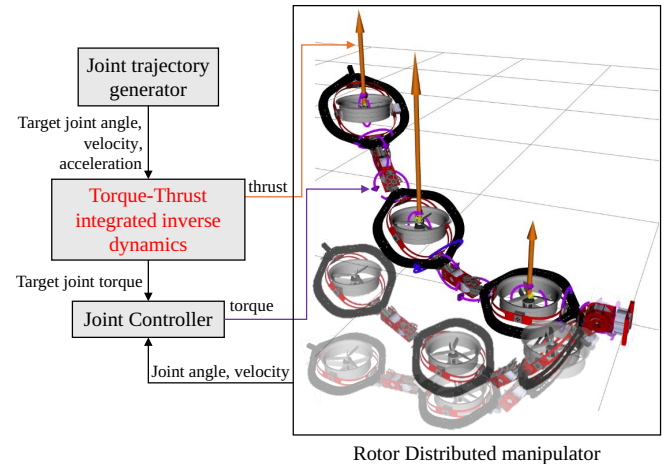 Joint trajectory
generator
Target joint angle,
velocity,
acceleration
thrust
Torque-Thrust
integrated inverse
dynamics
Target joint torque
torque
Joint Controller
Joint angle, velocity
Rotor Distributed manipulator